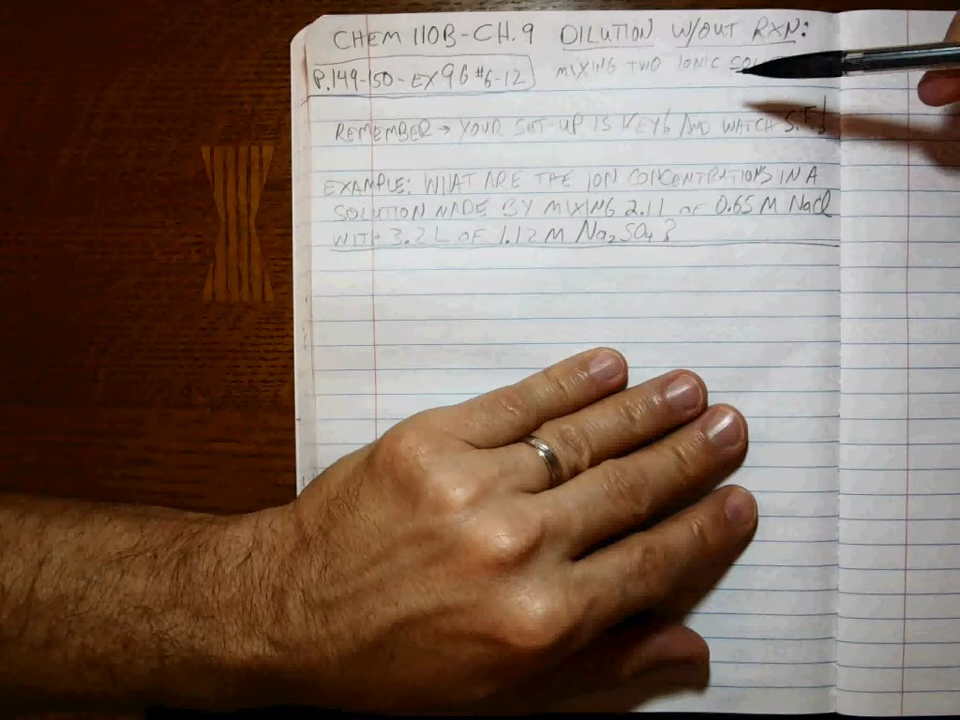 CHEM 110B - CH. 9 DILUTION W/OUT RXN:
P. 149-150 - EX 9G #6-12 MIXING TWO IONIC
REMEMBER → YOUR SET-UP IS KEY! AND WATCH S.F.!
EXAMPLE: WHAT ARE THE ION CONCENTRATIONS IN A
SOLUTION MADE BY MIXING 2.1 L OF 0.65 M NaCl
WITH 3.2 L OF 1.12 M Na₂SO₄?